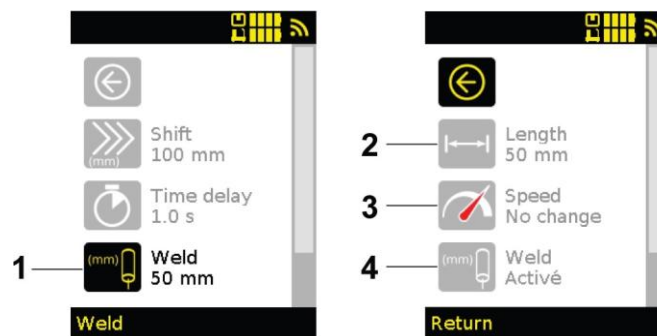 (mm)
Shift
100 mm
Time delay
1.0 s
1
(mm)
Weld
50 mm
Weld
2
Length
50 mm
3
Speed
No change
4
(mm)
Weld
Activé
Return